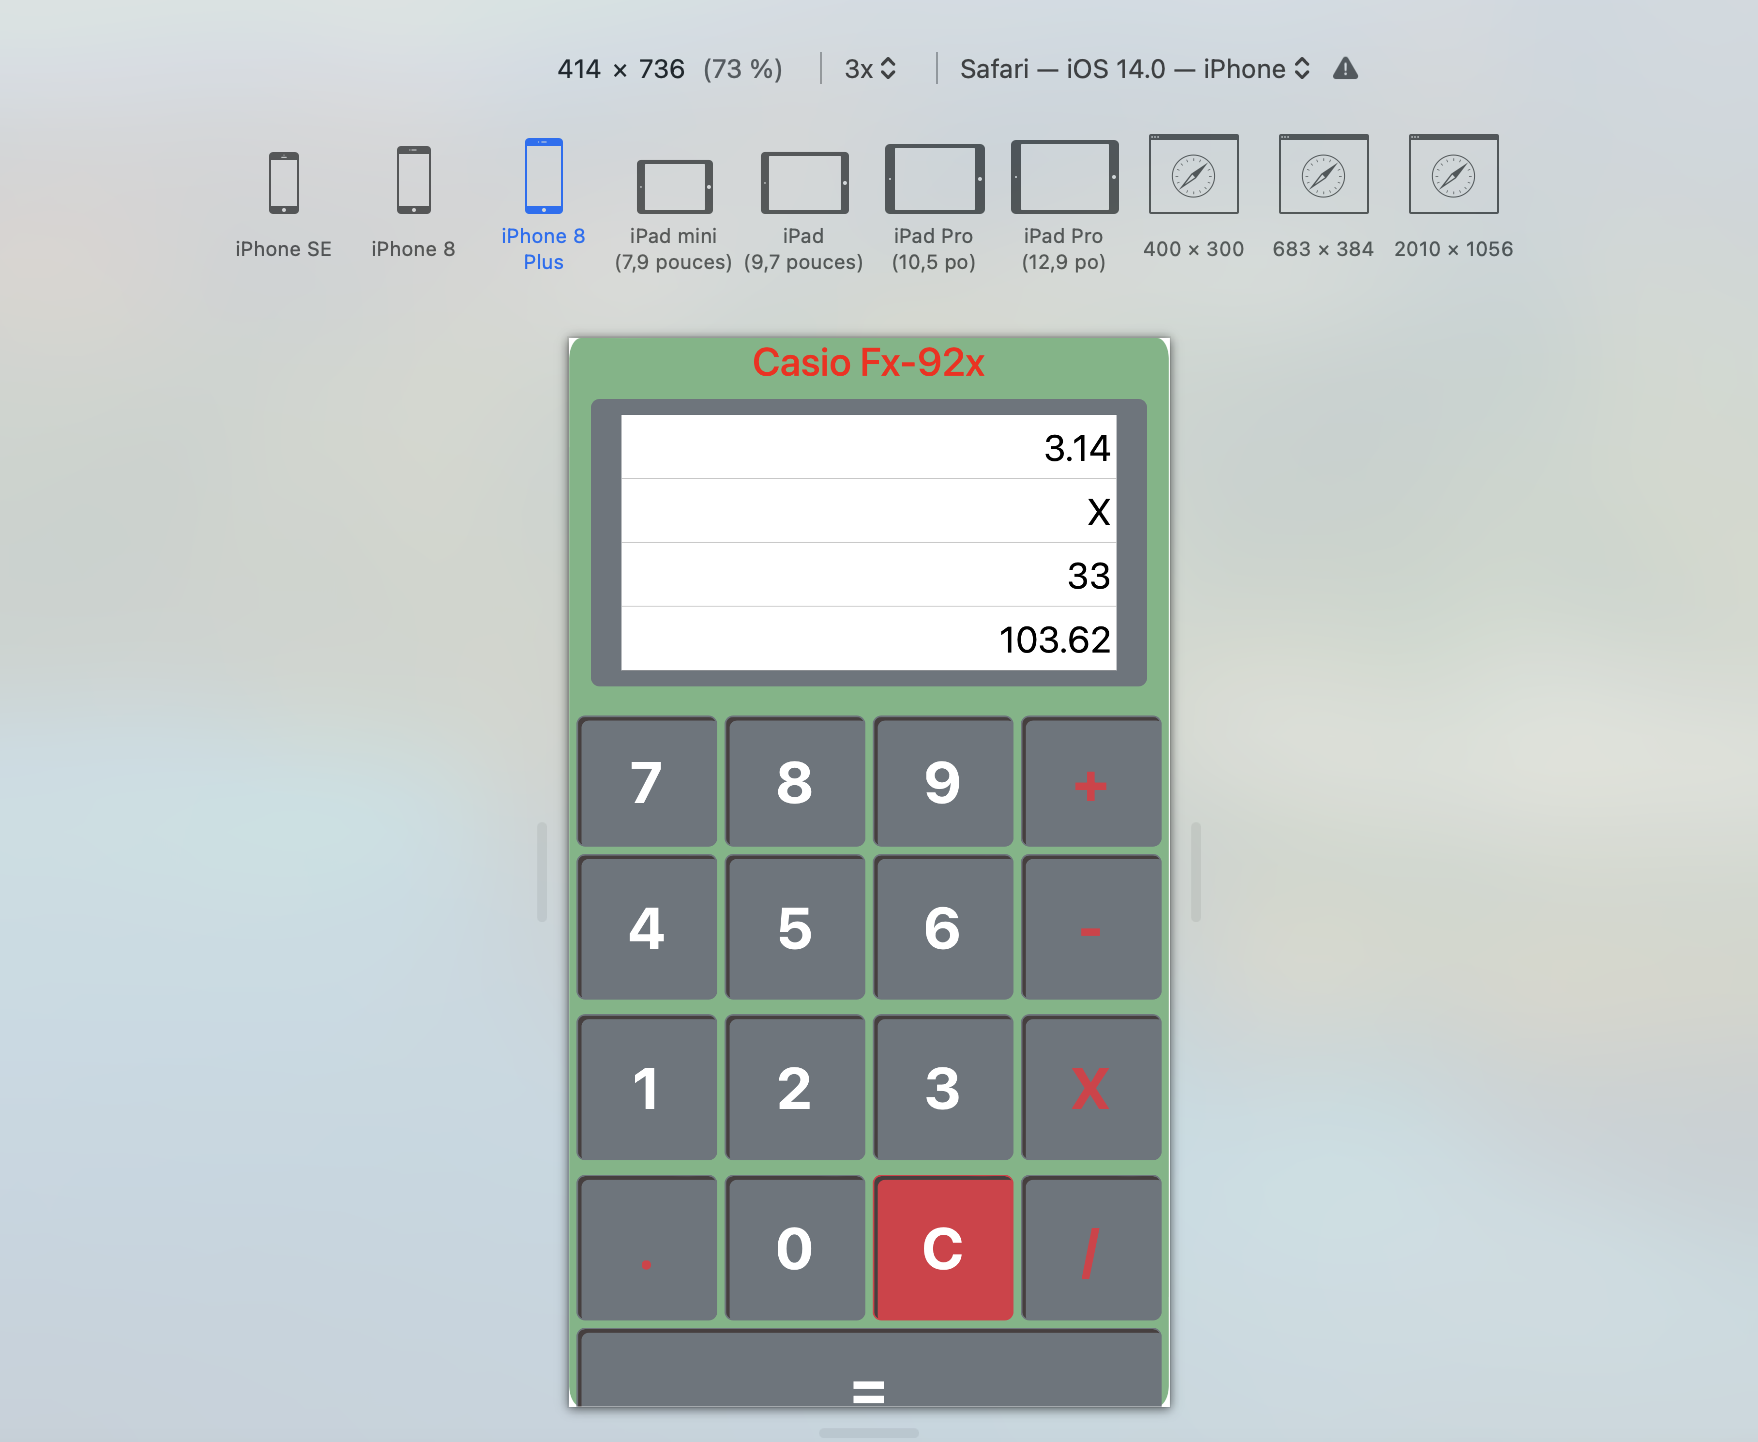 414 × 736 (73 %) 3x Safari — iOS 14.0 — iPhone
iPhone SE
iPhone 8
iPhone 8
Plus
iPad mini
(7,9 pouces)
iPad
(9,7 pouces)
iPad Pro
(10,5 po)
iPad Pro
(12,9 po)
400 × 300
683 × 384
2010 × 1056
Casio Fx-92x
3.14
X
33
103.62
7 8 9 +
4 5 6 -
1 2 3 X
. 0 C /
=